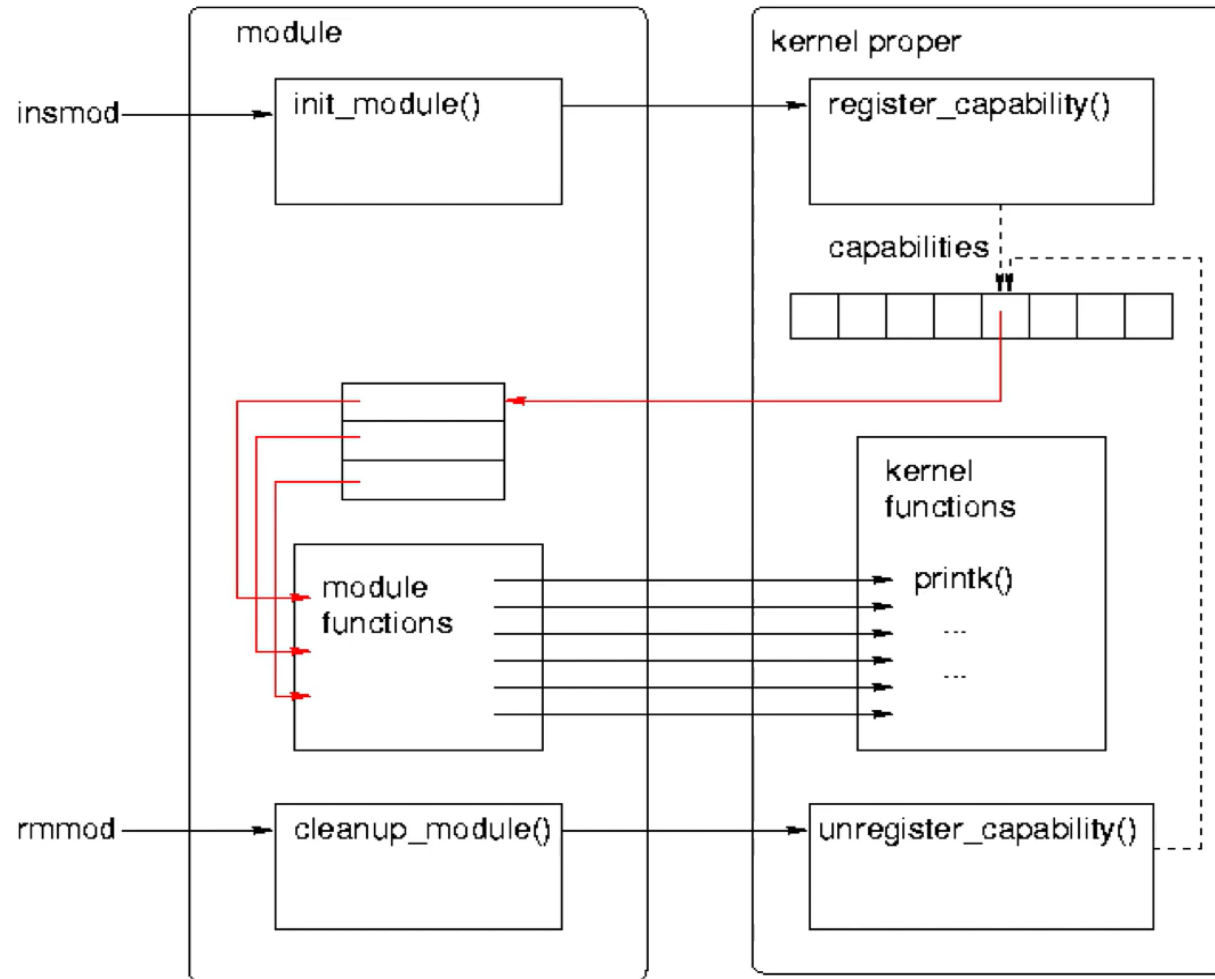 module
kernel proper
insmod
init_module()
register_capability()
capabilities
kernel
functions
module
functions
printk()
...
...
rmmod
cleanup_module()
unregister_capability()